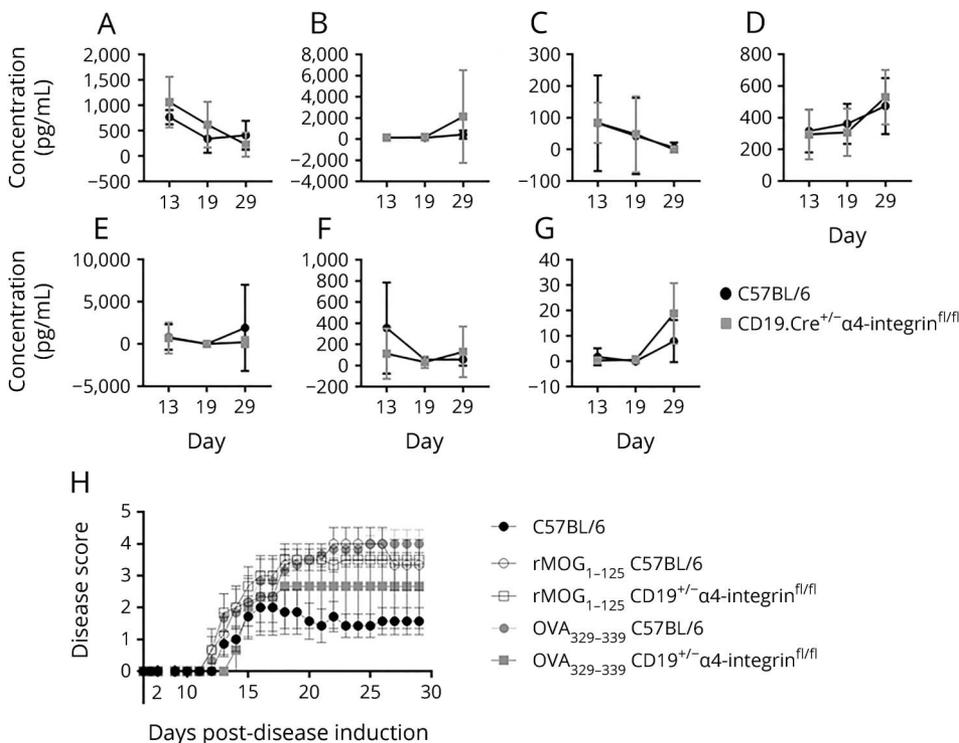 A B C D
Concentration
(pg/mL)
2,000
1,500
1,000
500
0
−500
13 19 29
8,000
6,000
4,000
2,000
0
−2,000
−4,000
13 19 29
300
200
100
0
−100
13 19 29
800
600
400
200
0
13 19 29
Day
E F G
Concentration
(pg/mL)
10,000
5,000
0
−5,000
13 19 29
Day
1,000
800
600
400
200
0
−200
13 19 29
Day
40
30
20
10
0
−10
13 19 29
Day
C57BL/6
CD19.Cre+/−α4-integrinfl/fl
H
Disease score
5
4
3
2
1
0
2 10 15 20 25 30
Days post-disease induction
C57BL/6
rMOG1–125 C57BL/6
rMOG1–125 CD19+/−α4-integrinfl/fl
OVA329–339 C57BL/6
OVA329–339 CD19+/−α4-integrinfl/fl